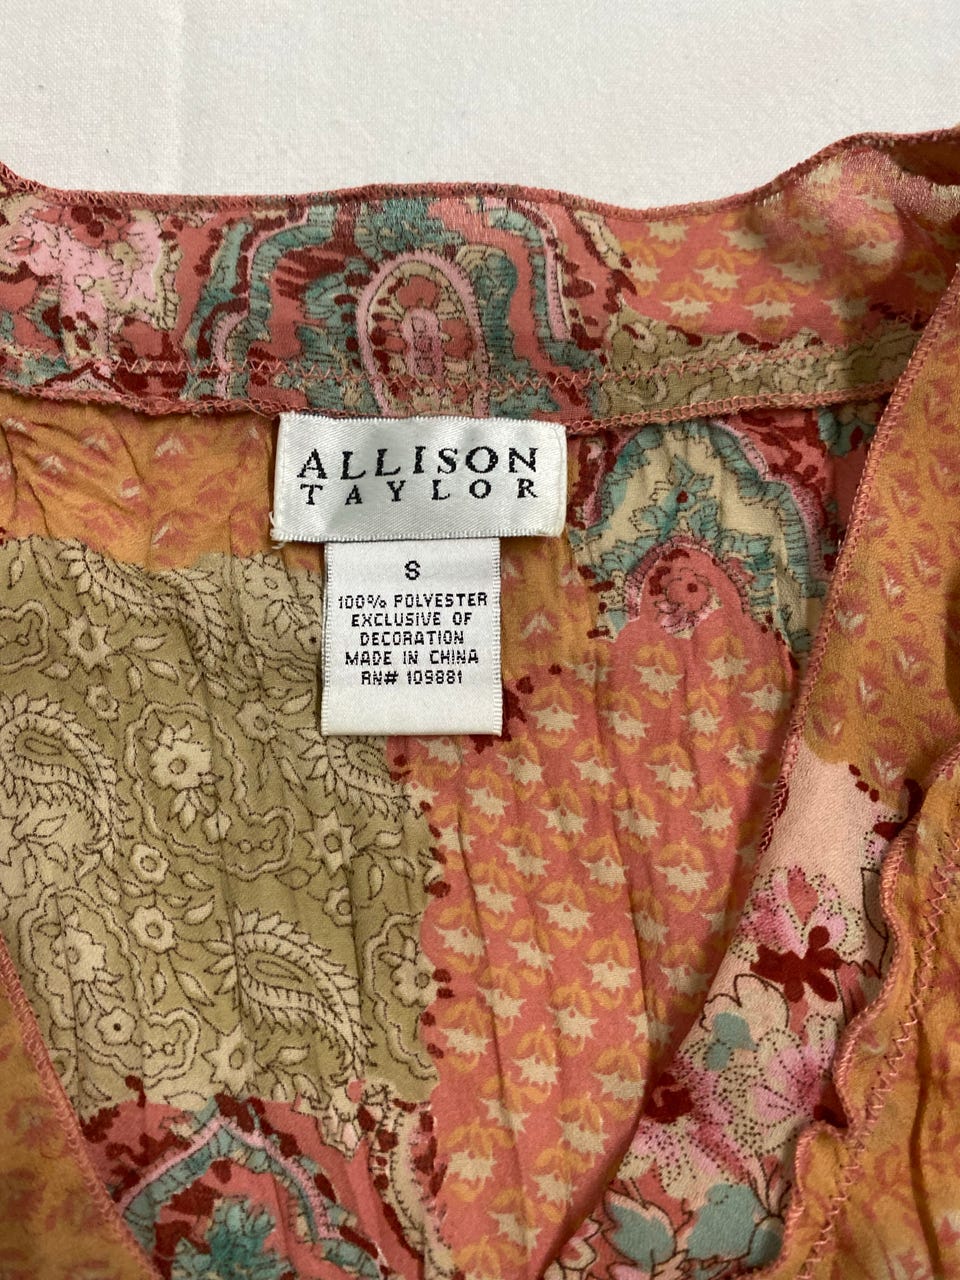 ALLISON
TAYLOR
S
100% POLYESTER
EXCLUSIVE OF
DECORATION
MADE IN CHINA
RN# 109881